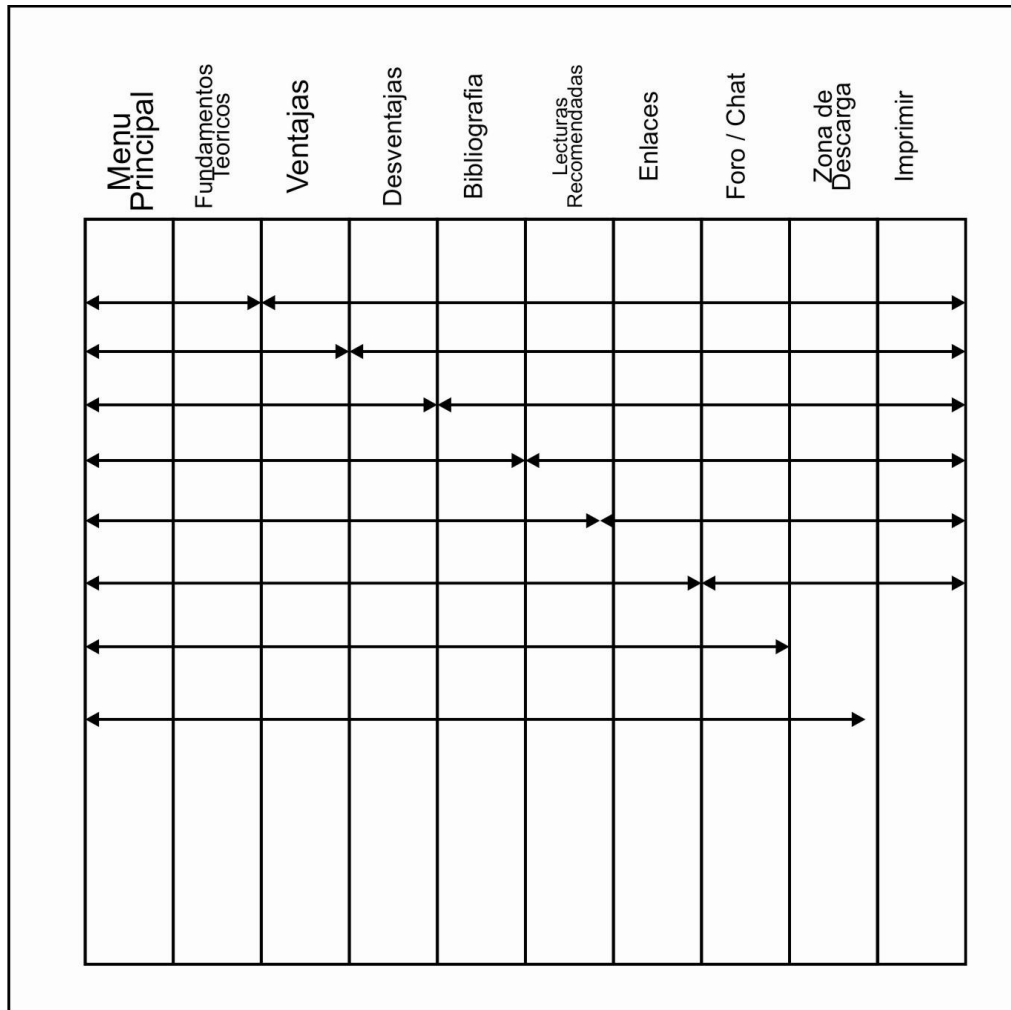 Menu
Principal
Fundamentos
Teoricos
Ventajas
Desventajas
Bibliografia
Lecturas
Recomendadas
Enlaces
Foro / Chat
Zona de
Descarga
Imprimir